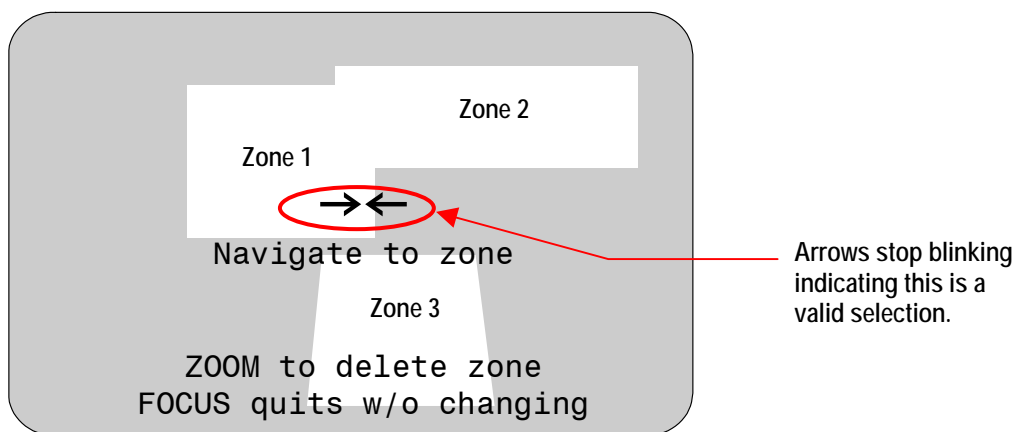 Zone 2
Zone 1
Navigate to zone
Arrows stop blinking
indicating this is a
valid selection.
Zone 3
ZOOM to delete zone
FOCUS quits w/o changing